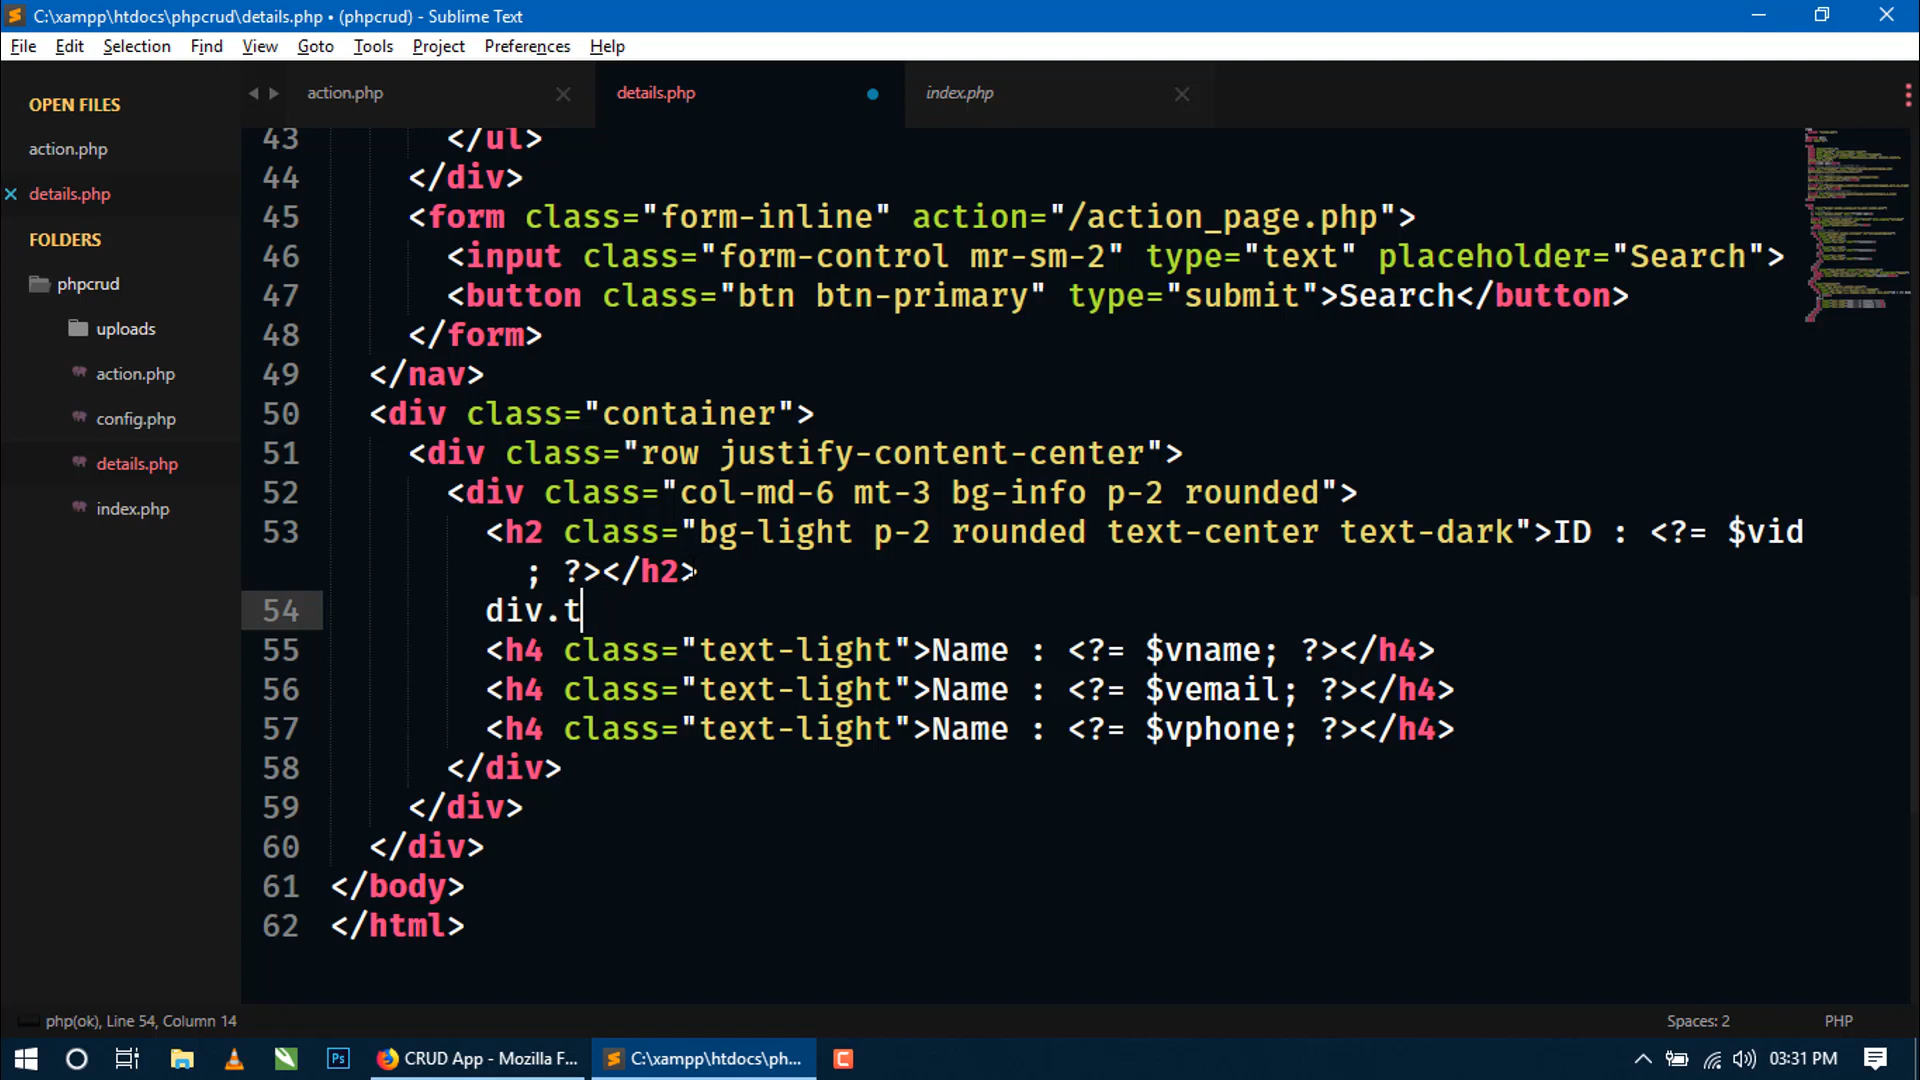 C:\xampp\htdocs\phpcrud\details.php • (phpcrud) - Sublime Text
File Edit Selection Find View Goto Tools Project Preferences Help
OPEN FILES
action.php
details.php
FOLDERS
phpcrud
uploads
action.php
config.php
details.php
index.php
action.php details.php index.php
43 </ul>
44 </div>
45 <form class="form-inline" action="/action_page.php">
46 <input class="form-control mr-sm-2" type="text" placeholder="Search">
47 <button class="btn btn-primary" type="submit">Search</button>
48 </form>
49 </nav>
50 <div class="container">
51 <div class="row justify-content-center">
52 <div class="col-md-6 mt-3 bg-info p-2 rounded">
53 <h2 class="bg-light p-2 rounded text-center text-dark">ID : <?= $vid
; ?></h2>
54 div.t
55 <h4 class="text-light">Name : <?= $vname; ?></h4>
56 <h4 class="text-light">Name : <?= $vemail; ?></h4>
57 <h4 class="text-light">Name : <?= $vphone; ?></h4>
58 </div>
59 </div>
60 </div>
61 </body>
62 </html>
php(ok), Line 54, Column 14 Spaces: 2 PHP
Ps CRUD App - Mozilla F... C:\xampp\htdocs\ph... C 03:31 PM